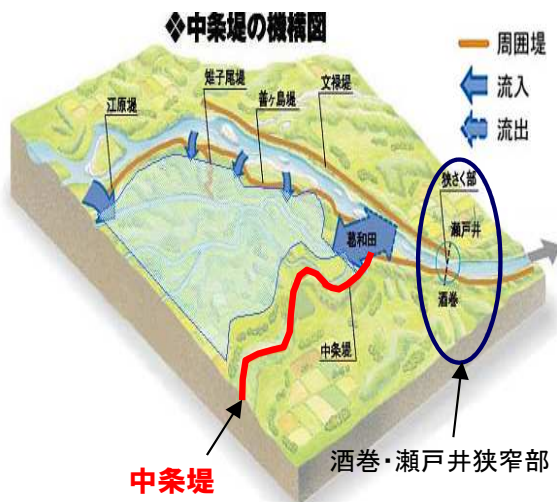 ❖中条堤の機構図
周囲堤
流入
流出
雉子尾堤
江原堤
善ヶ島堤
文禄堤
狭さく部
瀬戸井
葛和田
酒巻
中条堤
酒巻・瀬戸井狭窄部
中条堤